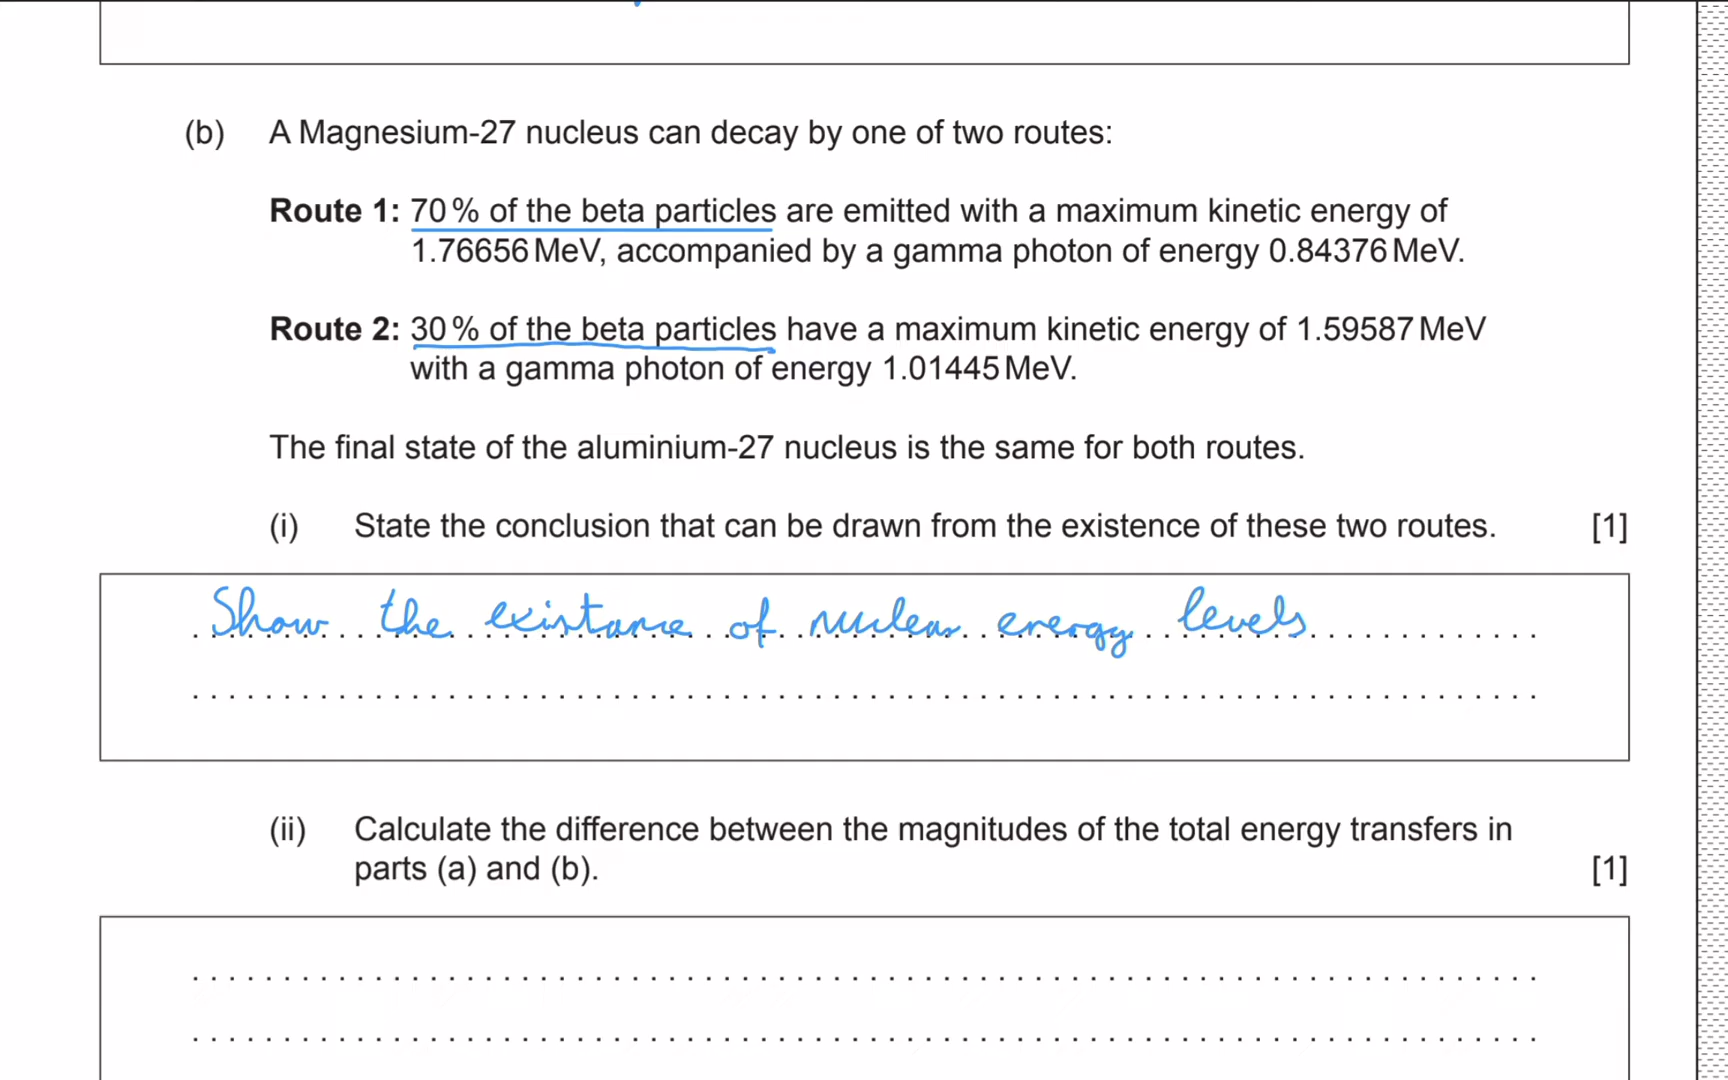 (b) A Magnesium-27 nucleus can decay by one of two routes:
Route 1: 70% of the beta particles are emitted with a maximum kinetic energy of
1.76656 MeV, accompanied by a gamma photon of energy 0.84376 MeV.
Route 2: 30% of the beta particles have a maximum kinetic energy of 1.59587 MeV
with a gamma photon of energy 1.01445 MeV.
The final state of the aluminium-27 nucleus is the same for both routes.
(i) State the conclusion that can be drawn from the existence of these two routes. [1]
Show the existance of nuclear energy levels
(ii) Calculate the difference between the magnitudes of the total energy transfers in
parts (a) and (b). [1]